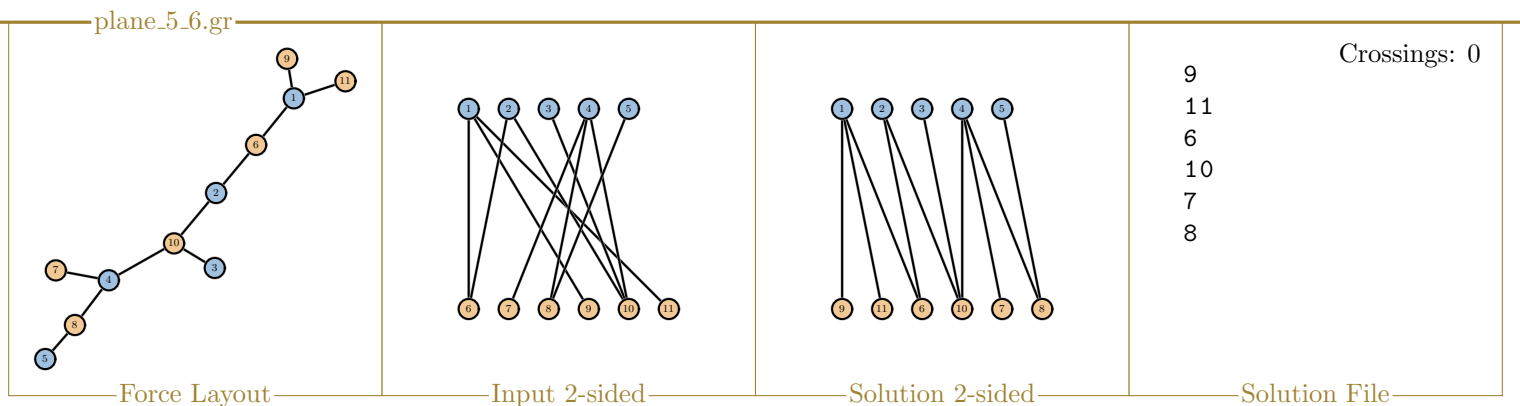 plane_5_6.gr
9
11
1
6
2
10
7
3
4
8
5
Force Layout
1 2 3 4 5
6 7 8 9 10 11
Input 2-sided
1 2 3 4 5
9 11 6 10 7 8
Solution 2-sided
Crossings: 0
9
11
6
10
7
8
Solution File